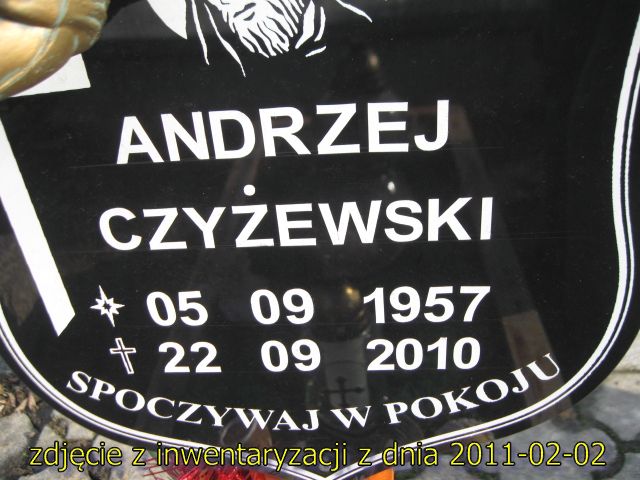 ANDRZEJ
CZYŻEWSKI
05 09 1957
22 09 2010
SPOCZYWAJ W POKOJU
zdjęcie z inwentaryzacji z dnia 2011-02-02